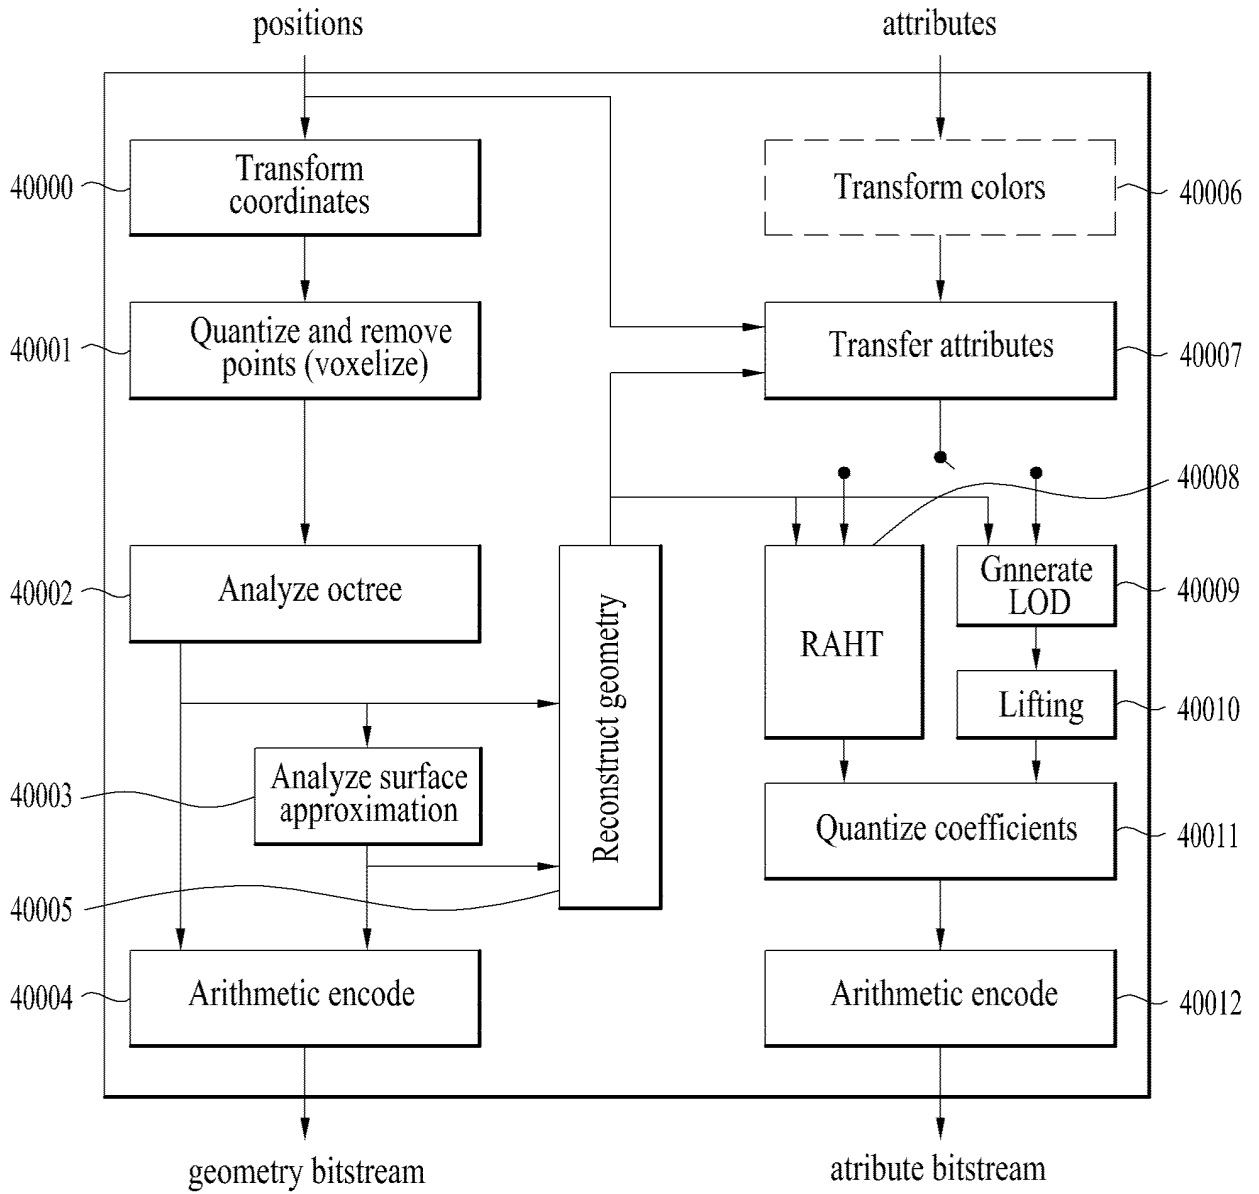 positions
attributes
40000
Transform
coordinates
Transform colors
40006
40001
Quantize and remove
points (voxelize)
Transfer attributes
40007
40008
40002
Analyze octree
Reconstruct geometry
RAHT
Gnnerate
LOD
40009
Lifting
40010
40003
Analyze surface
approximation
Quantize coefficients
40011
40005
40004
Arithmetic encode
Arithmetic encode
40012
geometry bitstream
atribute bitstream